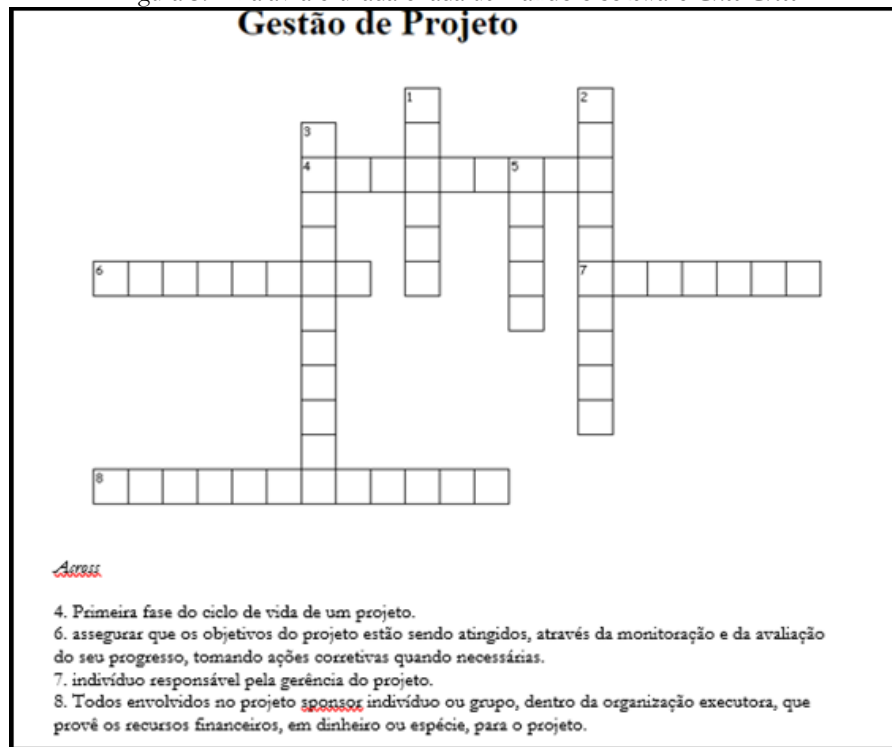 Gestão de Projeto
1
2
3
4
5
6
7
8
Across
4. Primeira fase do ciclo de vida de um projeto.
6. assegurar que os objetivos do projeto estão sendo atingidos, através da monitoração e da avaliação
do seu progresso, tomando ações corretivas quando necessárias.
7. indivíduo responsável pela gerência do projeto.
8. Todos envolvidos no projeto sponsor indivíduo ou grupo, dentro da organização executora, que
provê os recursos financeiros, em dinheiro ou espécie, para o projeto.